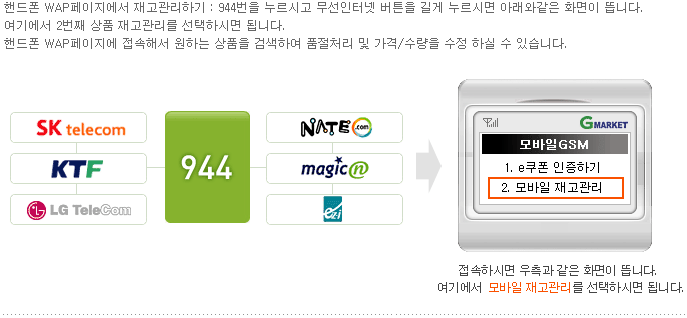 핸드폰 WAP페이지에서 재고관리하기 : 944번을 누르시고 무선인터넷 버튼을 길게 누르시면 아래와같은 화면이 뜹니다.
여기에서 2번째 상품 재고관리를 선택하시면 됩니다.
핸드폰 WAP페이지에 접속해서 원하는 상품을 검색하여 품절처리 및 가격/수량을 수정 하실 수 있습니다.
SK telecom
KTF
LG TeleCom
944
NATE.com
magic n
ez-i
GMARKET
모바일GSM
1. e쿠폰 인증하기
2. 모바일 재고관리
접속하시면 우측과 같은 화면이 뜹니다.
여기에서 모바일 재고관리를 선택하시면 됩니다.